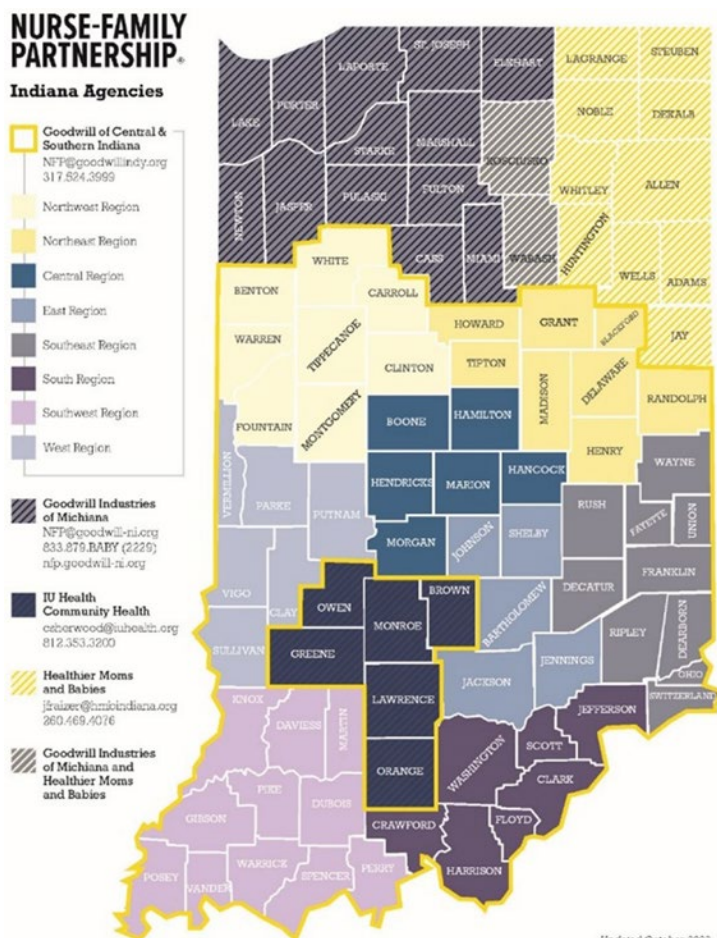 NURSE-FAMILY
PARTNERSHIP®
Indiana Agencies
Goodwill of Central &
Southern Indiana
NFP@goodwillindy.org
317.524.3999
Northwest Region
Northeast Region
Central Region
East Region
Southeast Region
South Region
Southwest Region
West Region
Goodwill Industries
of Michiana
NFP@goodwill-ni.org
833.879.BABY (2229)
nfp.goodwill-ni.org
IU Health
Community Health
csherwood@iuhealth.org
812.353.3200
Healthier Moms
and Babies
jfraizer@hmbindiana.org
260.469.4076
Goodwill Industries
of Michiana and
Healthier Moms and
Babies
LAKE
PORTER
LAPORTE
ST. JOSEPH
ELKHART
LAGRANGE
STEUBEN
NOBLE
DEKALB
STARKE
MARSHALL
KOSCIUSKO
WHITLEY
ALLEN
NEWTON
JASPER
PULASKI
FULTON
CASS
MIAMI
WABASH
HUNTINGTON
WELLS
ADAMS
WHITE
BENTON
CARROLL
HOWARD
GRANT
BLACKFORD
JAY
WARREN
TIPPECANOE
CLINTON
TIPTON
MADISON
DELAWARE
RANDOLPH
FOUNTAIN
MONTGOMERY
BOONE
HAMILTON
HENRY
WAYNE
VERMILLION
PARKE
PUTNAM
HENDRICKS
MARION
HANCOCK
RUSH
FAYETTE
UNION
MORGAN
JOHNSON
SHELBY
VIGO
CLAY
OWEN
MONROE
BROWN
BARTHOLOMEW
DECATUR
FRANKLIN
SULLIVAN
GREENE
RIPLEY
DEARBORN
LAWRENCE
JACKSON
JENNINGS
OHIO
SWITZERLAND
KNOX
DAVIESS
MARTIN
ORANGE
WASHINGTON
SCOTT
JEFFERSON
CLARK
GIBSON
PIKE
DUBOIS
CRAWFORD
FLOYD
HARRISON
POSEY
VANDER
WARRICK
SPENCER
PERRY